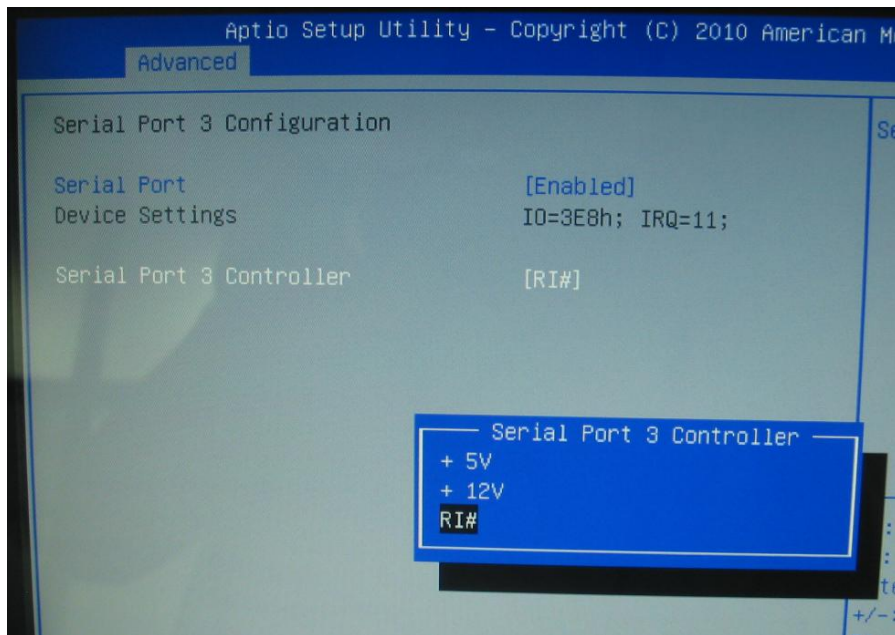 Aptio Setup Utility – Copyright (C) 2010 American
Advanced
Serial Port 3 Configuration
Serial Port [Enabled]
Device Settings IO=3E8h; IRQ=11;
Serial Port 3 Controller [RI#]
Serial Port 3 Controller
+ 5V
+ 12V
RI#
+/-